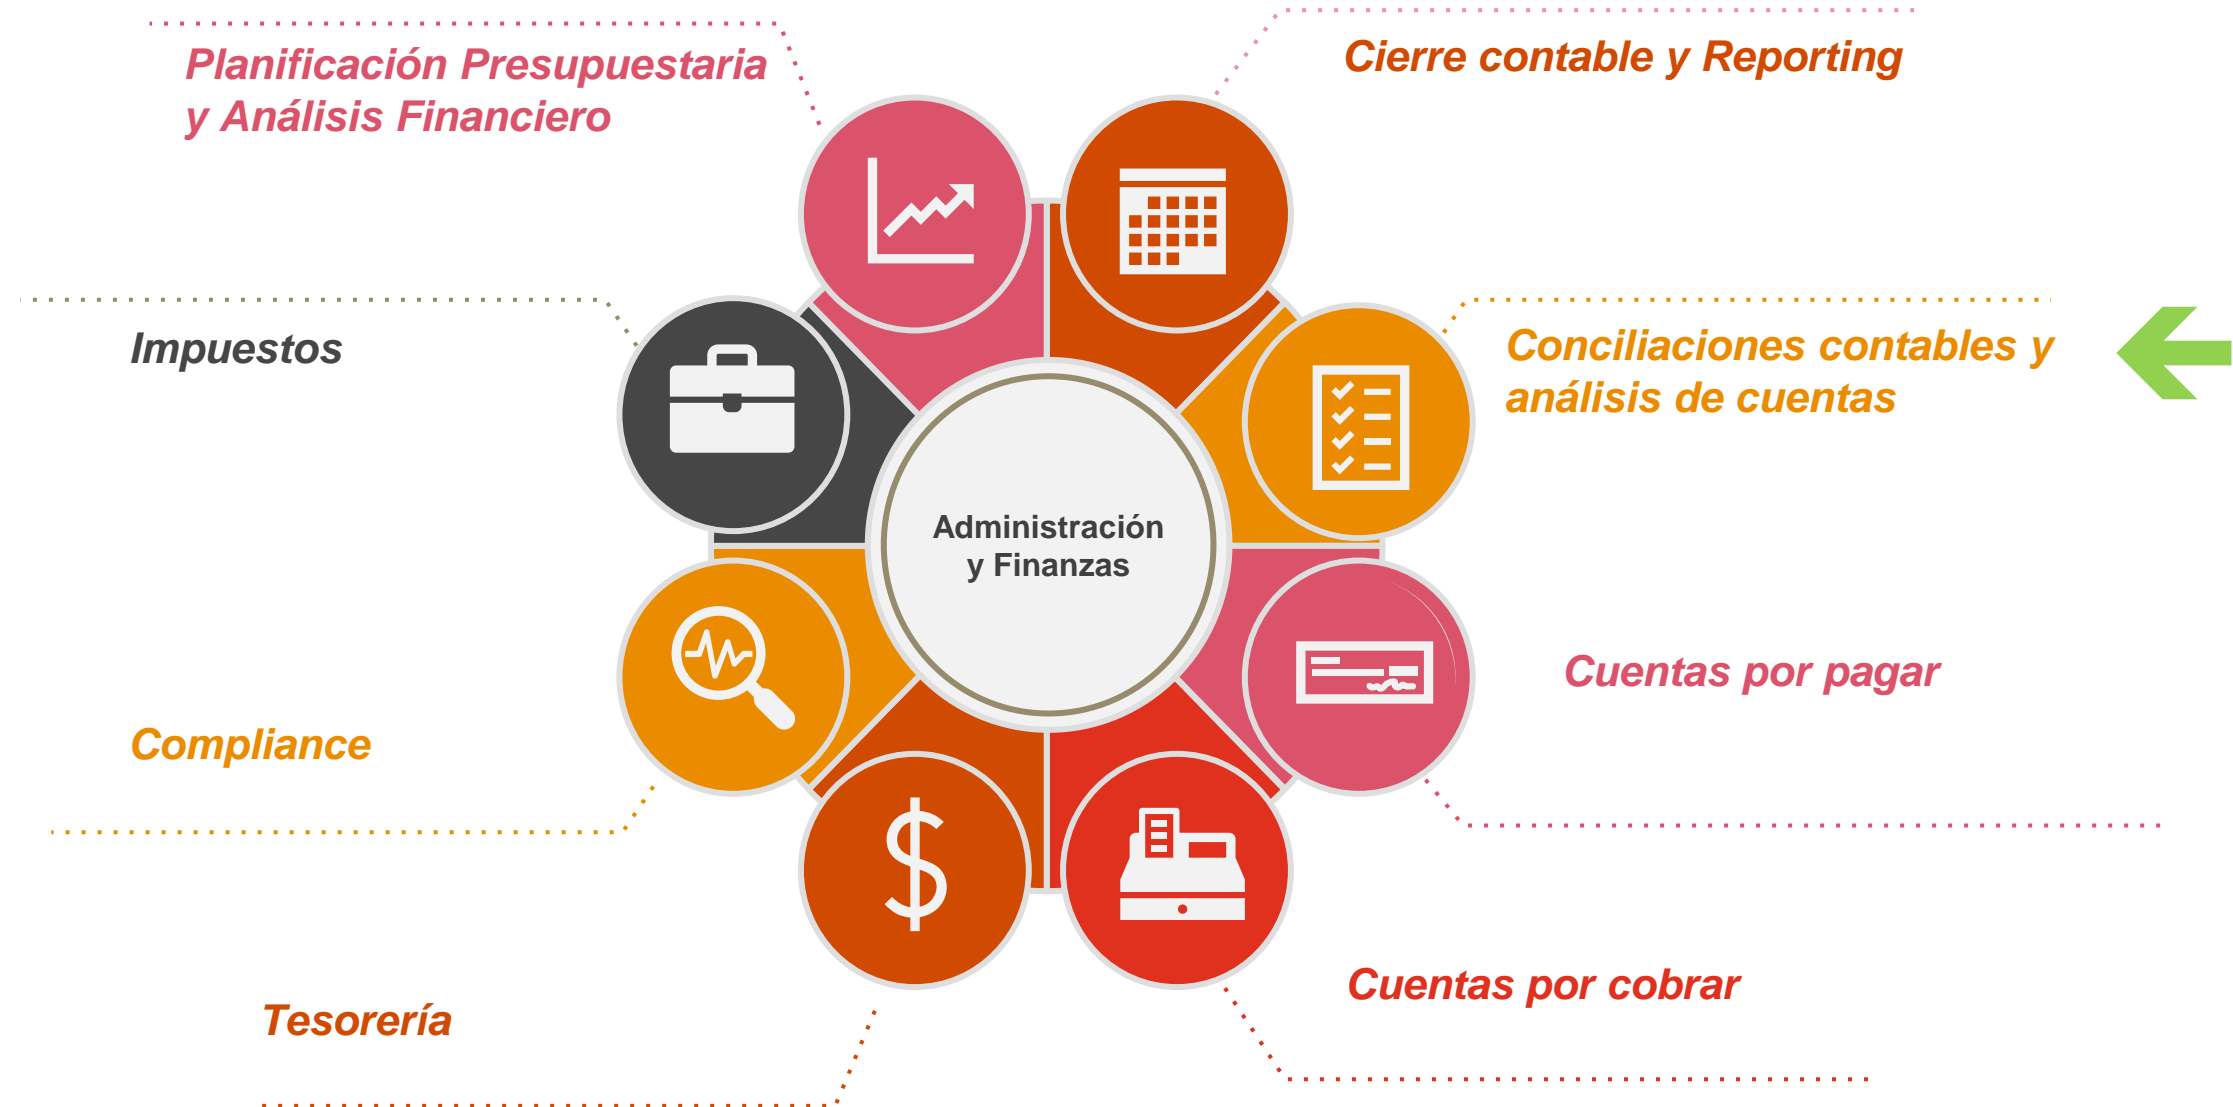 Planificación Presupuestaria
y Análisis Financiero
Cierre contable y Reporting
Impuestos
Conciliaciones contables y
análisis de cuentas
Administración
y Finanzas
Cuentas por pagar
Compliance
Cuentas por cobrar
Tesorería